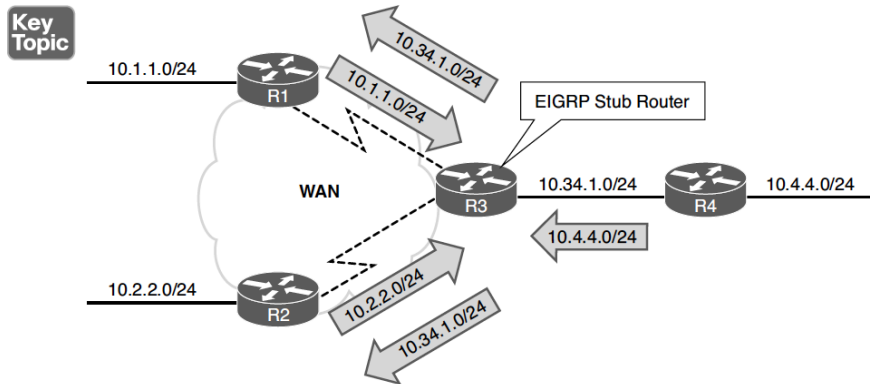 Key
Topic
10.1.1.0/24
R1
10.34.1.0/24
10.1.1.0/24
EIGRP Stub Router
WAN
R3
10.34.1.0/24
R4
10.4.4.0/24
10.4.4.0/24
10.2.2.0/24
R2
10.2.2.0/24
10.34.1.0/24